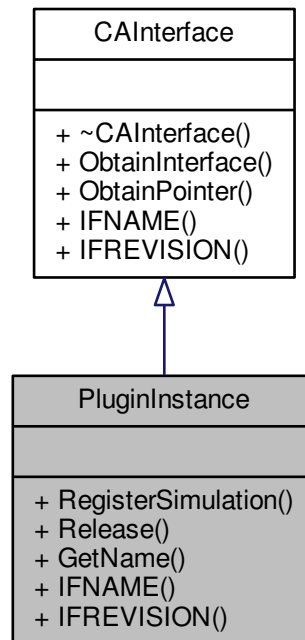 CAInterface
+ ~CAInterface()
+ ObtainInterface()
+ ObtainPointer()
+ IFNAME()
+ IFREVISION()
PluginInstance
+ RegisterSimulation()
+ Release()
+ GetName()
+ IFNAME()
+ IFREVISION()